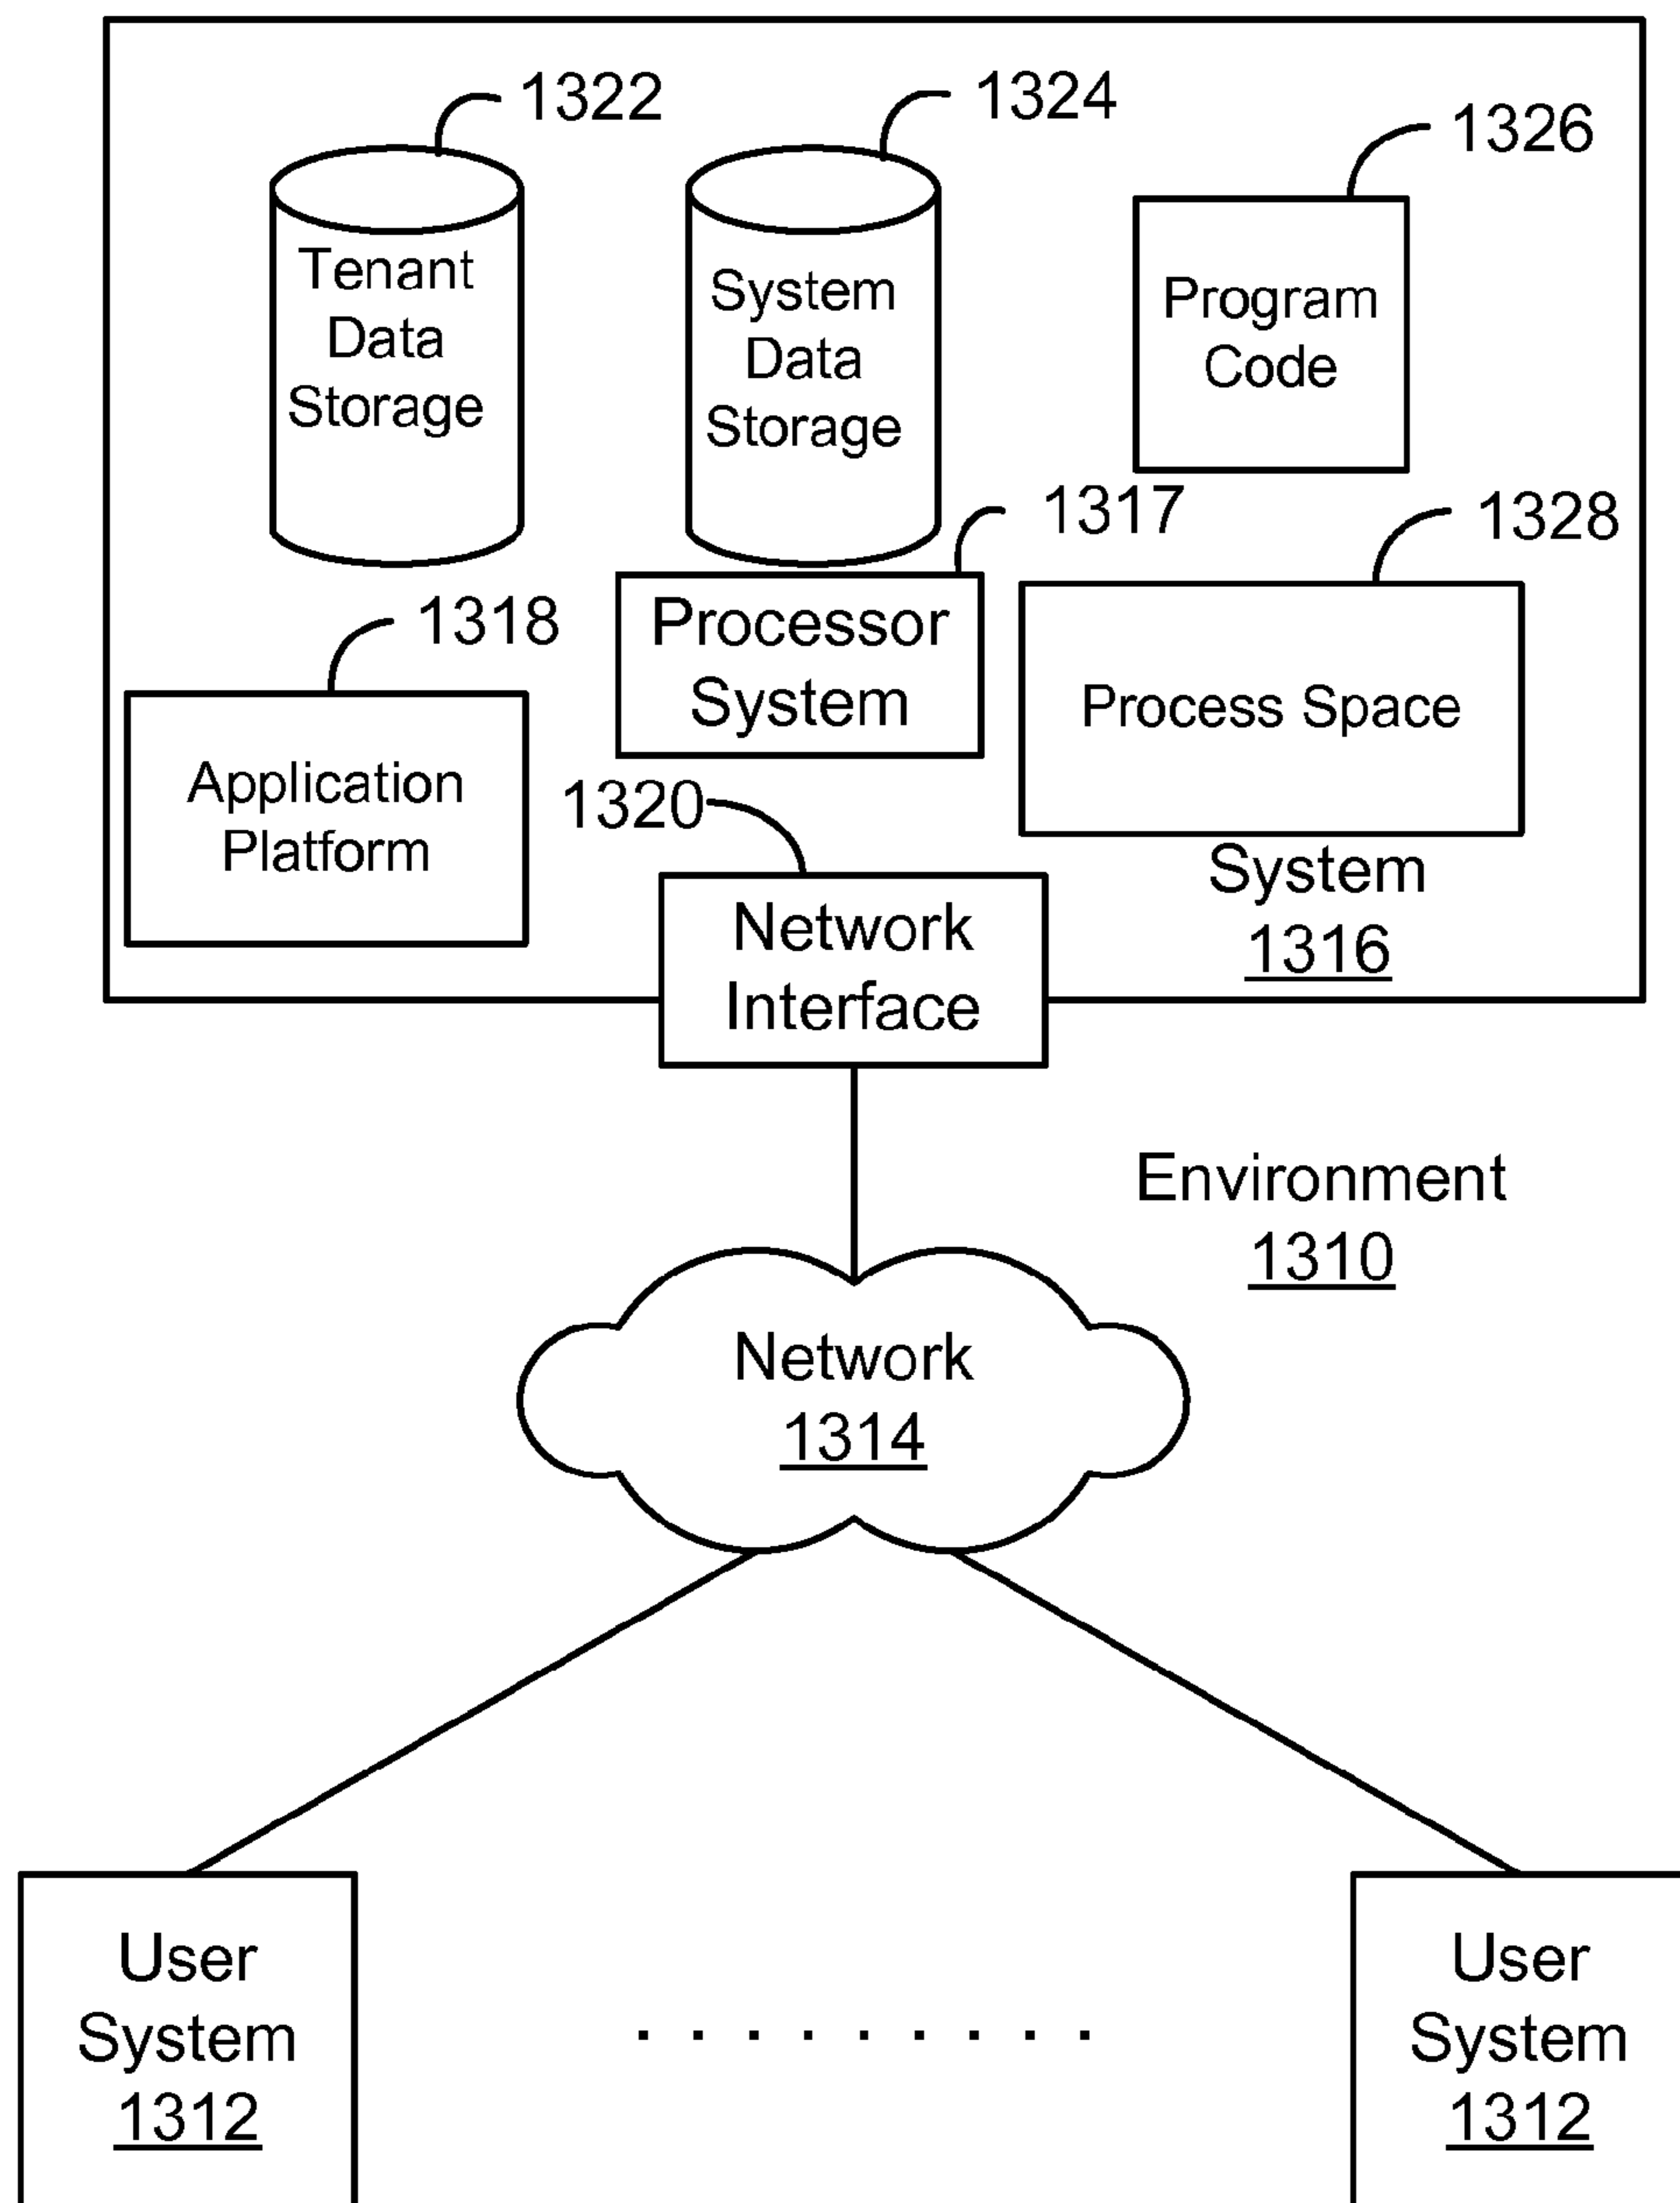 1322
1324
1326
Tenant
Data
Storage
System
Data
Storage
Program
Code
1317
1328
1318
Processor
System
Process Space
Application
Platform
1320
System
1316
Network
Interface
Environment
1310
Network
1314
User
System
1312
. . . . . . . . .
User
System
1312